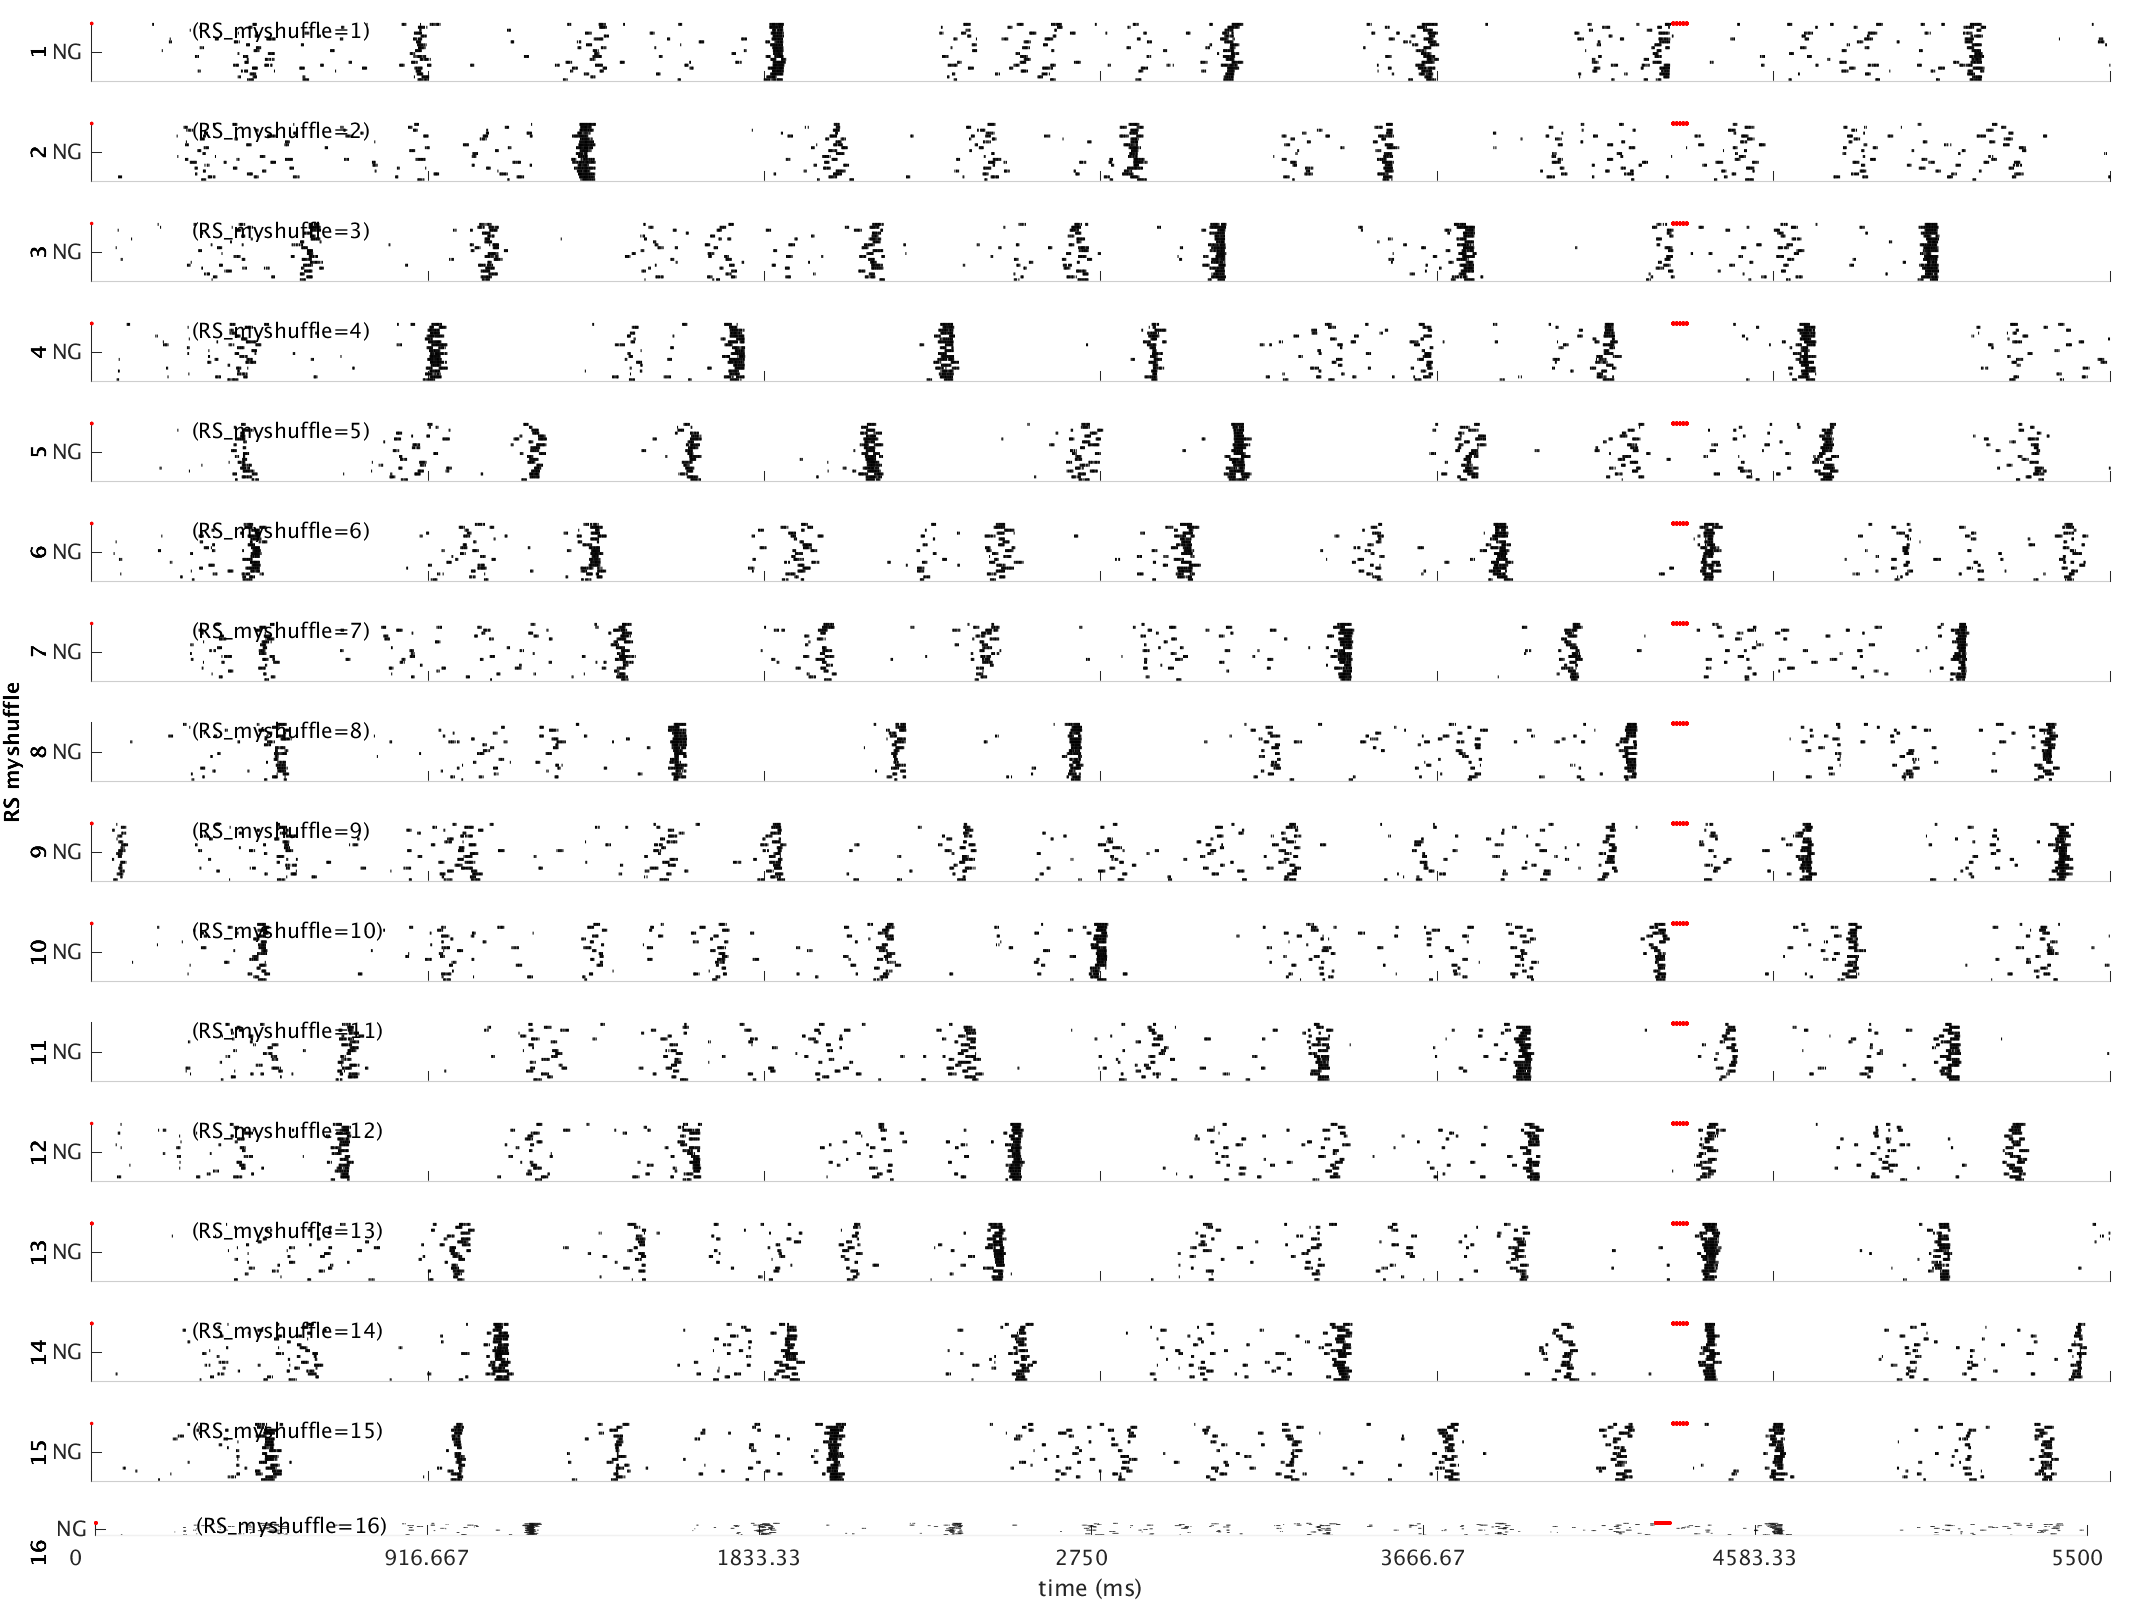 RS myshuffle
1 NG (RS_myshuffle=1)
2 NG (RS_myshuffle=2)
3 NG (RS_myshuffle=3)
4 NG (RS_myshuffle=4)
5 NG (RS_myshuffle=5)
6 NG (RS_myshuffle=6)
7 NG (RS_myshuffle=7)
8 NG (RS_myshuffle=8)
9 NG (RS_myshuffle=9)
10 NG (RS_myshuffle=10)
11 NG (RS_myshuffle=11)
12 NG (RS_myshuffle=12)
13 NG (RS_myshuffle=13)
14 NG (RS_myshuffle=14)
15 NG (RS_myshuffle=15)
16 NG (RS_myshuffle=16)
0 916.667 1833.33 2750 3666.67 4583.33 5500
time (ms)